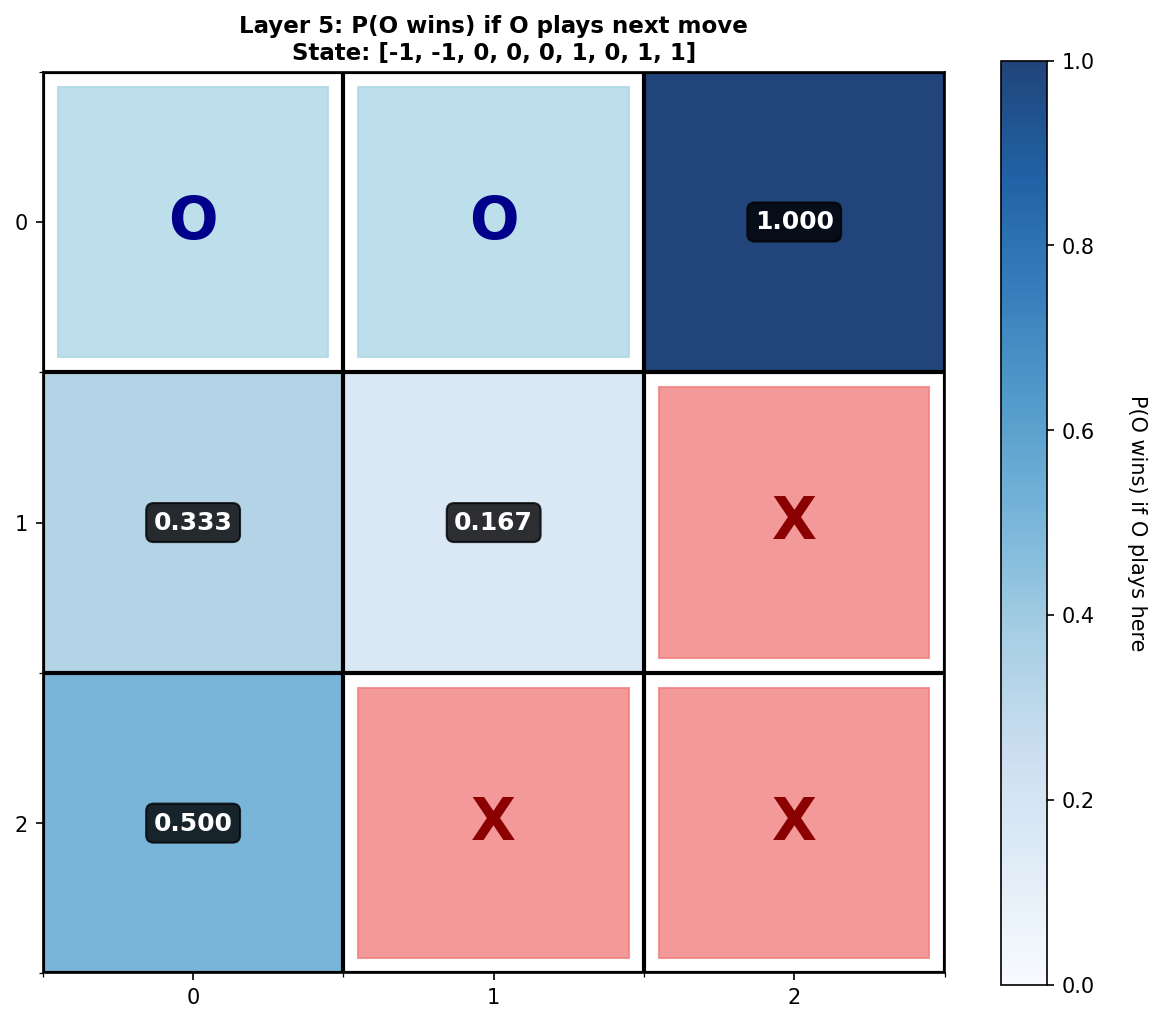 Layer 5: P(O wins) if O plays next move
State: [-1, -1, 0, 0, 0, 1, 0, 1, 1]
O
O
1.000
0.333
0.167
X
0.500
X
X
0
1
2
0
1
2
1.0
0.8
0.6
0.4
0.2
0.0
P(O wins) if O plays here